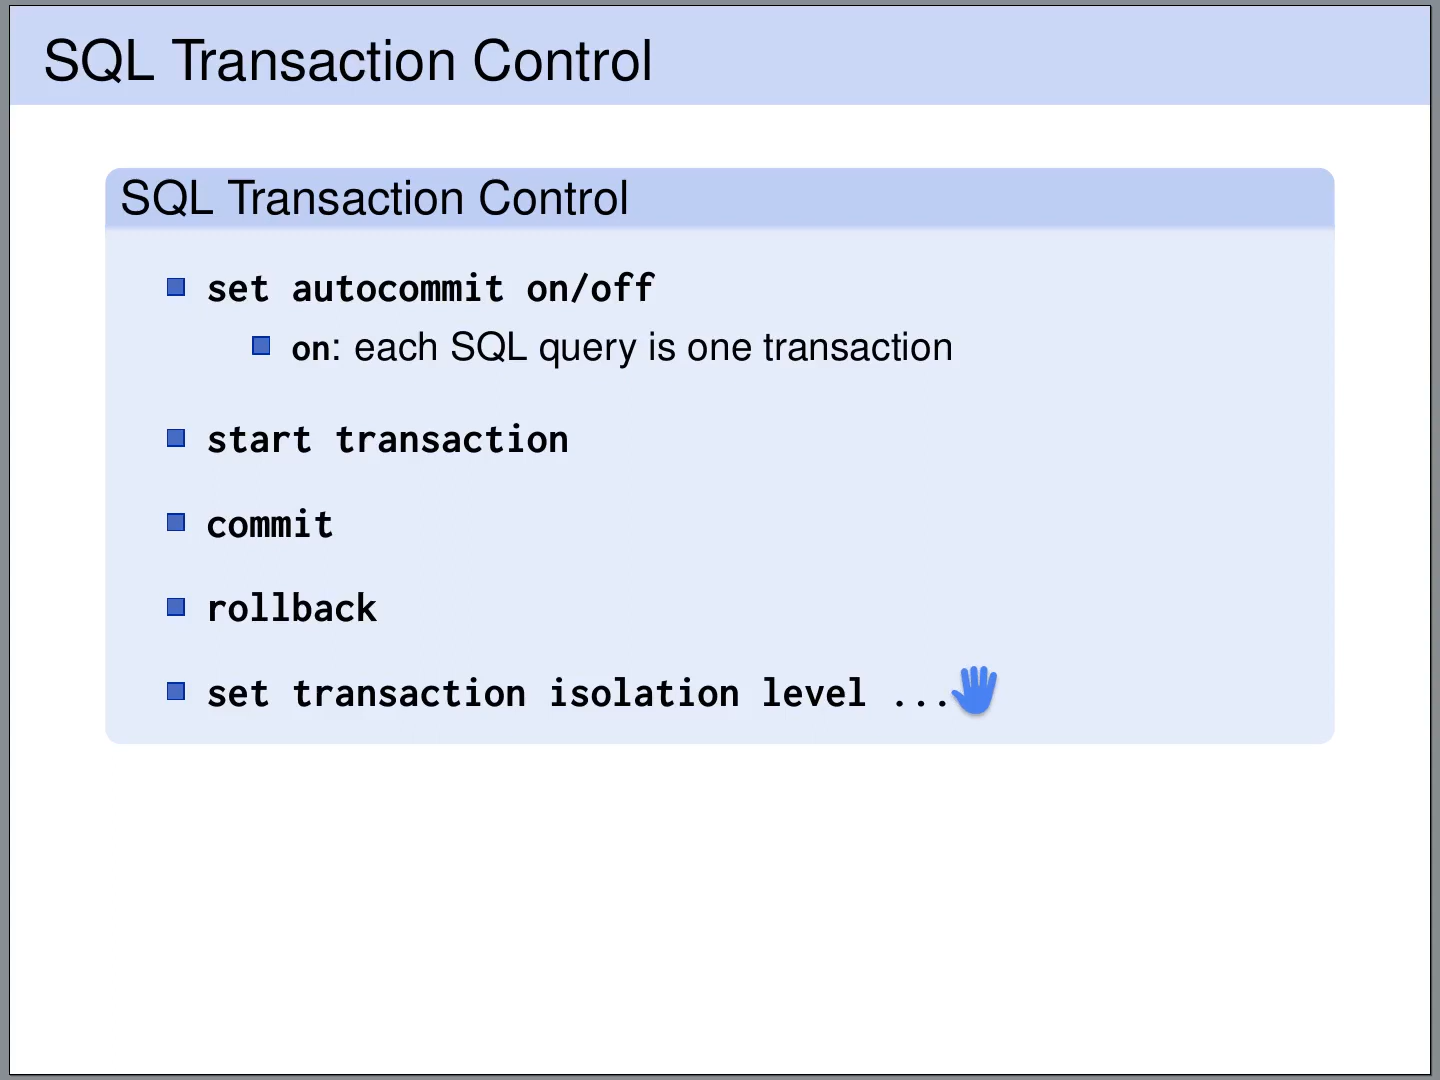 SQL Transaction Control
SQL Transaction Control
set autocommit on/off
on: each SQL query is one transaction
start transaction
commit
rollback
set transaction isolation level ...